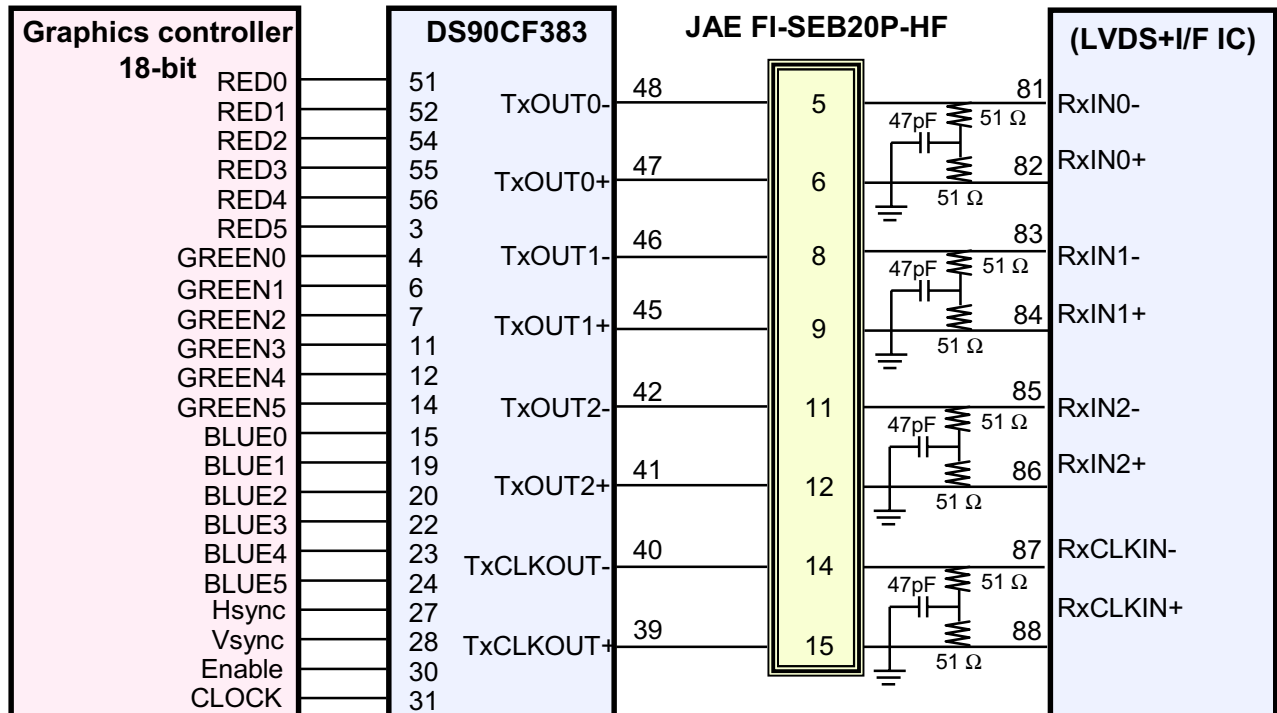 Graphics controller
18-bit
RED0
RED1
RED2
RED3
RED4
RED5
GREEN0
GREEN1
GREEN2
GREEN3
GREEN4
GREEN5
BLUE0
BLUE1
BLUE2
BLUE3
BLUE4
BLUE5
Hsync
Vsync
Enable
CLOCK
DS90CF383
51
52
54
55
56
3
4
6
7
11
12
14
15
19
20
22
23
24
27
28
30
31
TxOUT0-
TxOUT0+
TxOUT1-
TxOUT1+
TxOUT2-
TxOUT2+
TxCLKOUT-
TxCLKOUT+
48
47
46
45
42
41
40
39
JAE FI-SEB20P-HF
5
6
8
9
11
12
14
15
47pF
51 Ω
51 Ω
47pF
51 Ω
51 Ω
47pF
51 Ω
51 Ω
47pF
51 Ω
51 Ω
81
82
83
84
85
86
87
88
(LVDS+I/F IC)
RxIN0-
RxIN0+
RxIN1-
RxIN1+
RxIN2-
RxIN2+
RxCLKIN-
RxCLKIN+